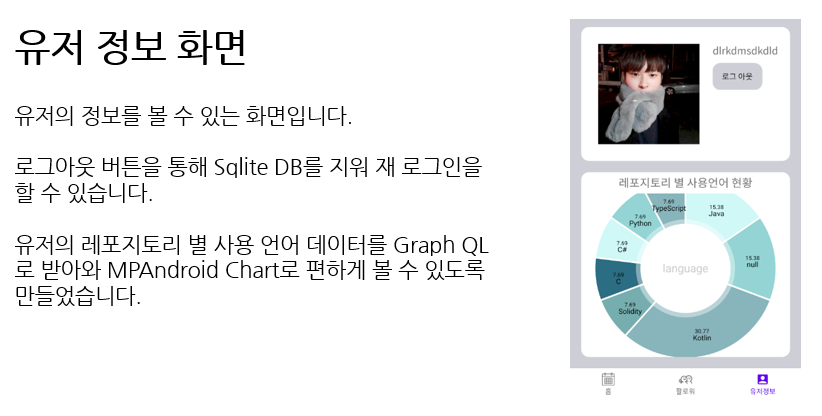 유저 정보 화면
유저의 정보를 볼 수 있는 화면입니다.
로그아웃 버튼을 통해 Sqlite DB를 지워 재 로그인을
할 수 있습니다.
유저의 레포지토리 별 사용 언어 데이터를 Graph QL
로 받아와 MPAndroid Chart로 편하게 볼 수 있도록
만들었습니다.
dlrkdmsdkdld
로그 아웃
레포지토리 별 사용언어 현황
7.69
TypeScript
15.38
Java
7.69
Python
7.69
C#
15.38
null
language
7.69
C
7.69
Solidity
30.77
Kotlin
홈
팔로워
유저정보